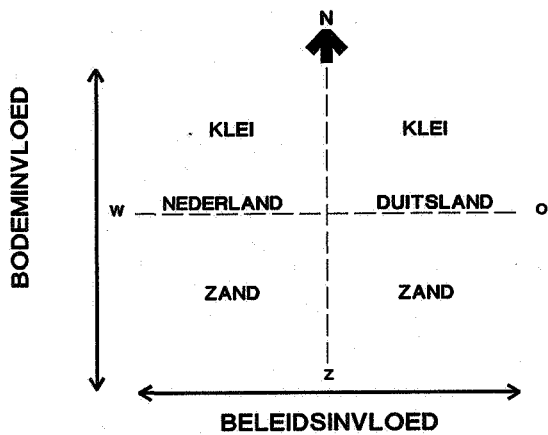 N
KLEI KLEI
BODEMINVLOED
W NEDERLAND DUITSLAND O
ZAND ZAND
Z
BELEIDSINVLOED